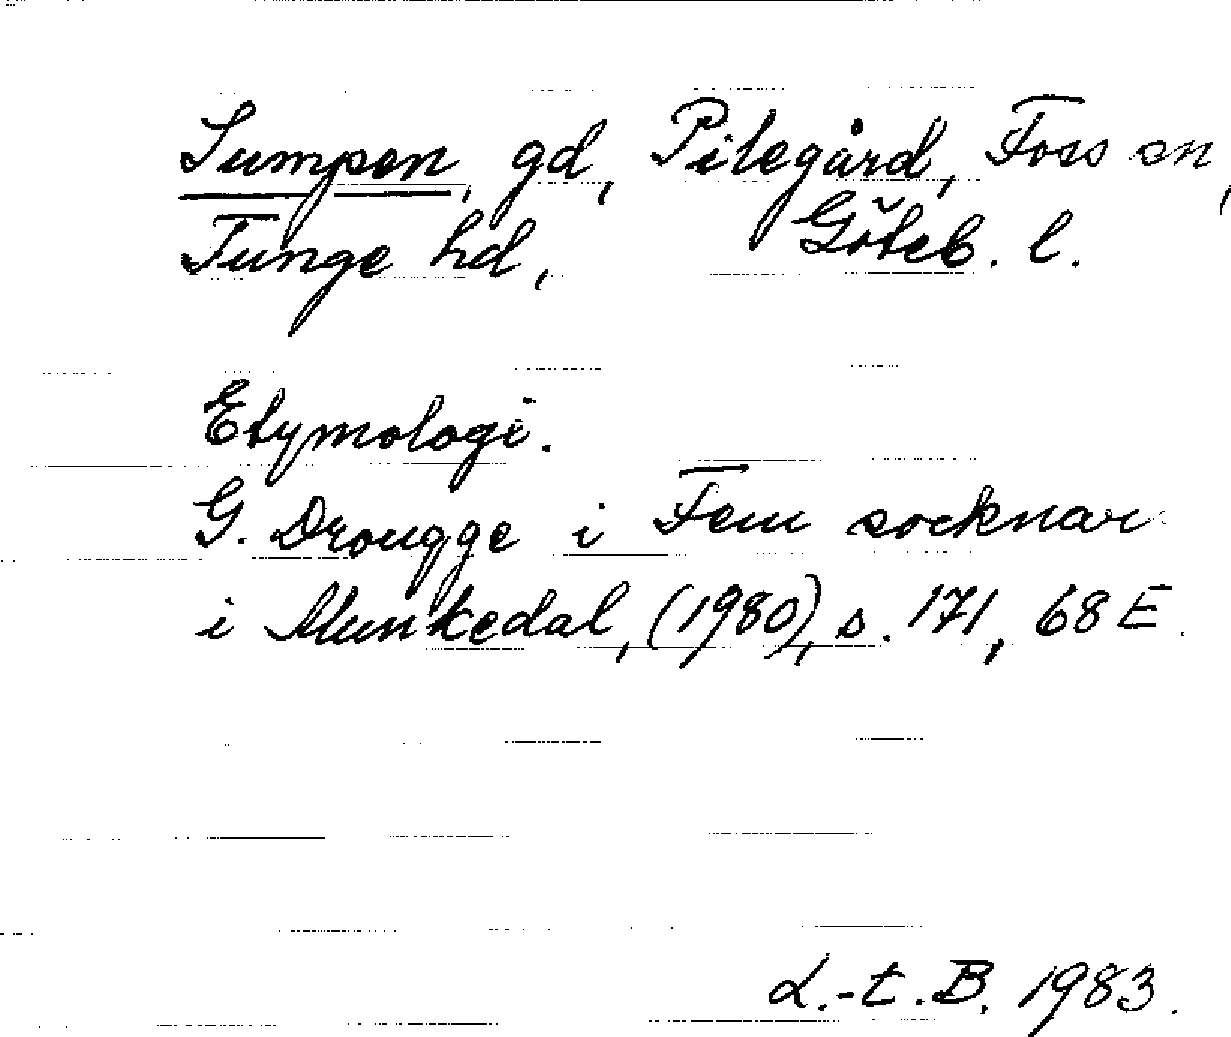 Sumpen, gd, Pilegård, Foss sn,
Tunge hd, Göteb. l.
Etymologi.
G. Drougge i Fem socknar
i Munkedal, (1980), s. 171, 68 E.
L.-t. B. 1983.